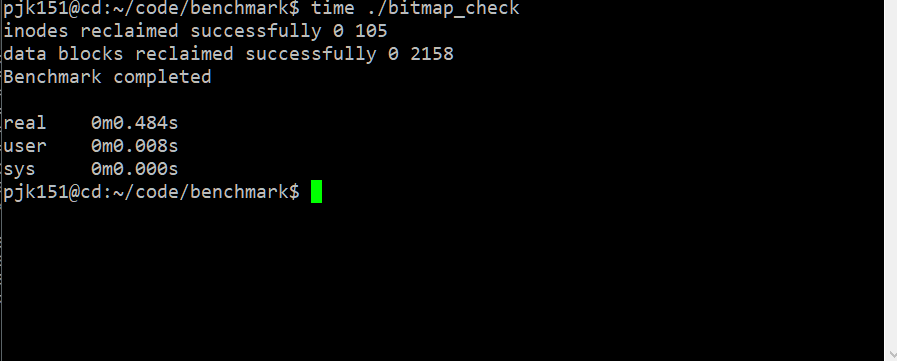 pjk151@cd:~/code/benchmark$ time ./bitmap_check
inodes reclaimed successfully 0 105
data blocks reclaimed successfully 0 2158
Benchmark completed
real    0m0.484s
user    0m0.008s
sys     0m0.000s
pjk151@cd:~/code/benchmark$